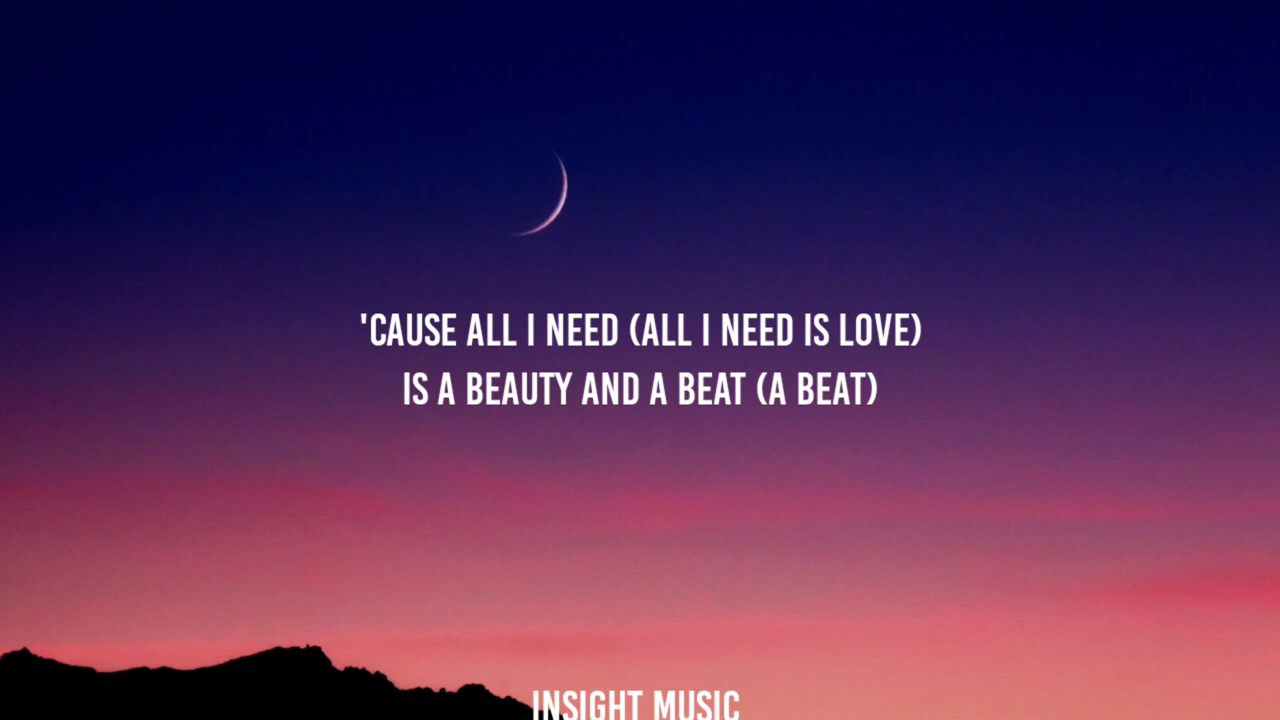 'CAUSE ALL I NEED (ALL I NEED IS LOVE)
IS A BEAUTY AND A BEAT (A BEAT)
INSIGHT MUSIC